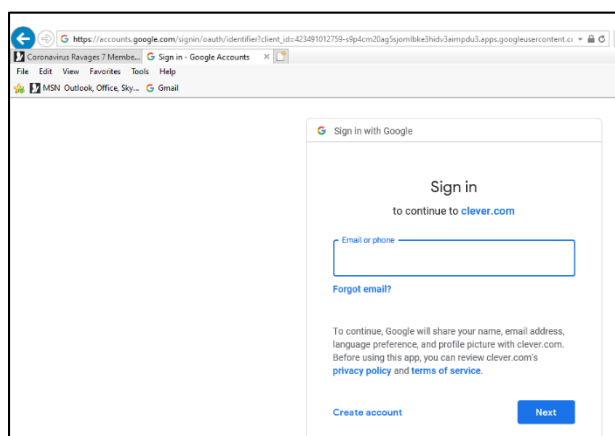 https://accounts.google.com/signin/oauth/identifier?client_id=423491012759-
Coronavirus Ravages 7 Membe... Sign in - Google Accounts
File Edit View Favorites Tools Help
MSN Outlook, Office, Sky... Gmail
Sign in with Google
Sign in
to continue to clever.com
Email or phone
Forgot email?
To continue, Google will share your name, email address,
language preference, and profile picture with clever.com.
Before using this app, you can review clever.com's
privacy policy and terms of service.
Create account Next